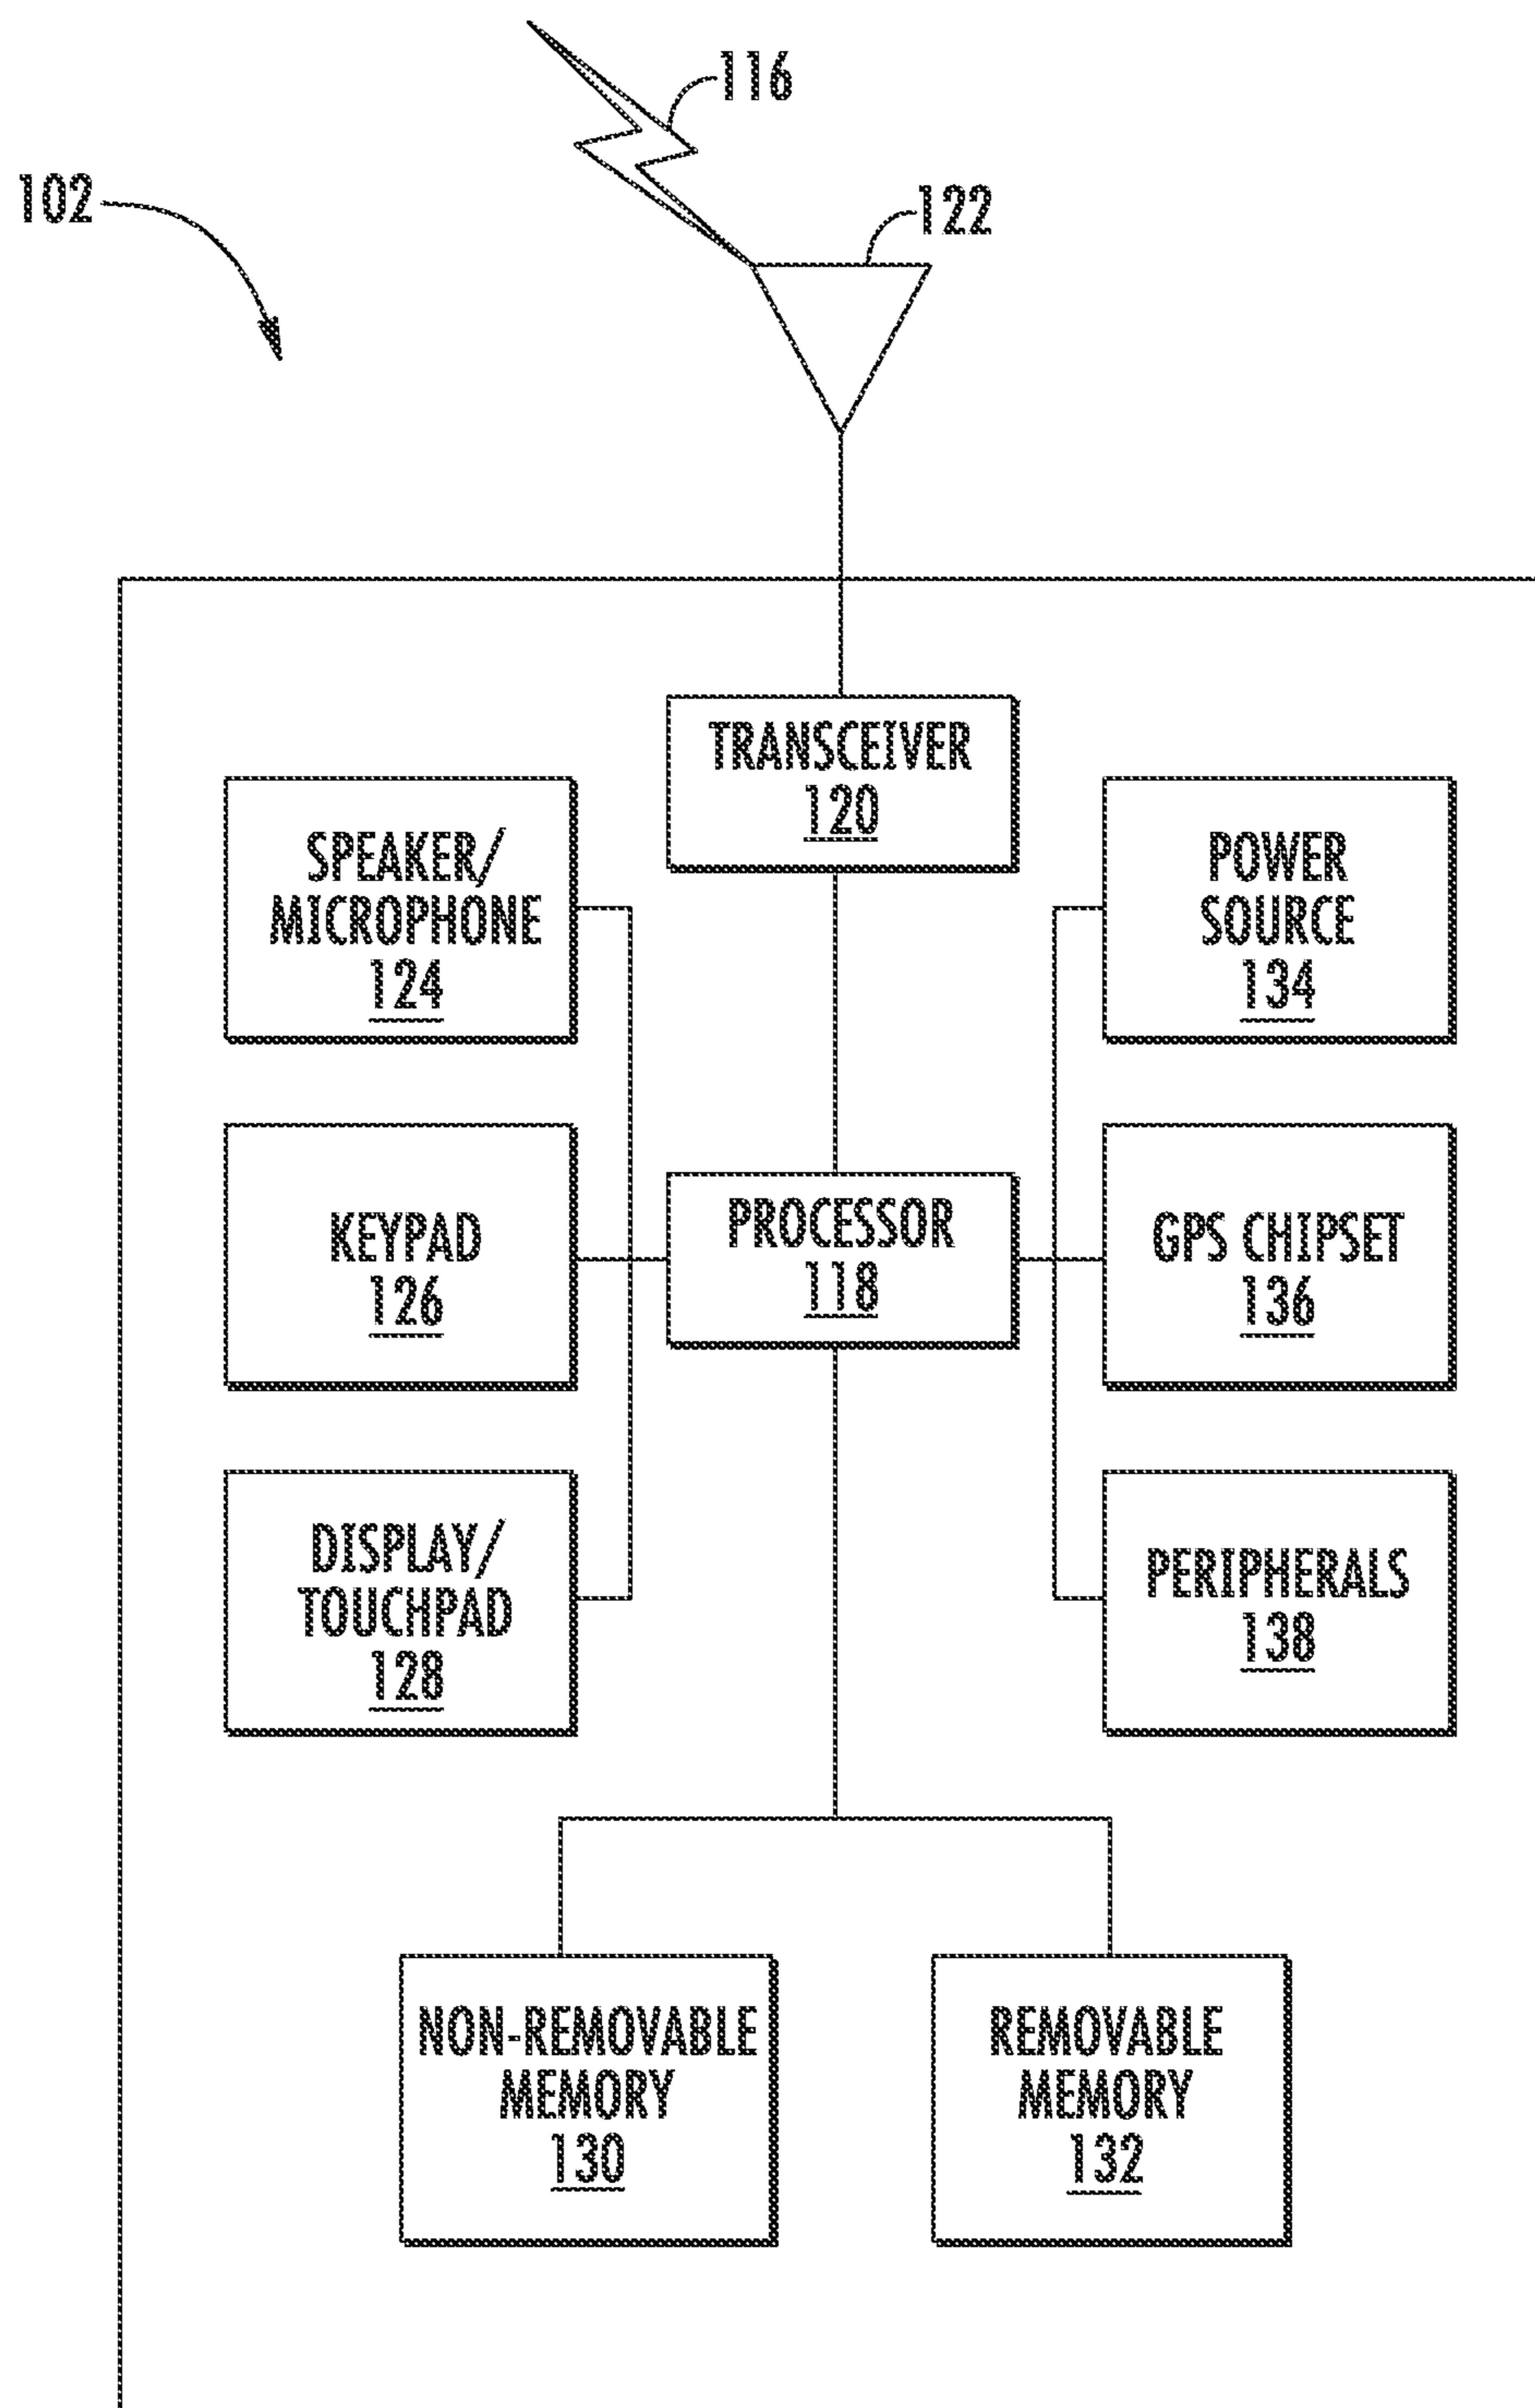 116
102
122
TRANSCEIVER
120
SPEAKER/
MICROPHONE
124
POWER
SOURCE
134
KEYPAD
126
PROCESSOR
118
GPS CHIPSET
136
DISPLAY/
TOUCHPAD
128
PERIPHERALS
138
NON-REMOVABLE
MEMORY
130
REMOVABLE
MEMORY
132